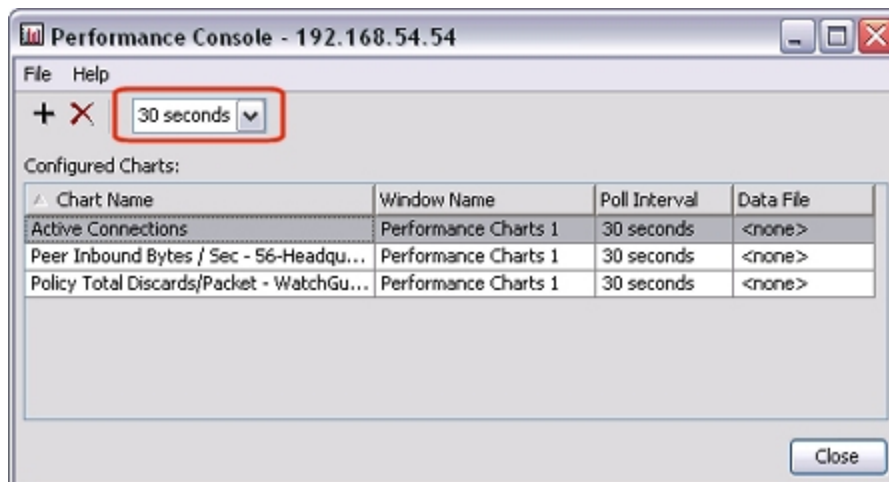 Performance Console - 192.168.54.54
File Help
30 seconds
Configured Charts:
Chart Name Window Name Poll Interval Data File
Active Connections Performance Charts 1 30 seconds <none>
Peer Inbound Bytes / Sec - 56-Headqu... Performance Charts 1 30 seconds <none>
Policy Total Discards/Packet - WatchGu... Performance Charts 1 30 seconds <none>
Close